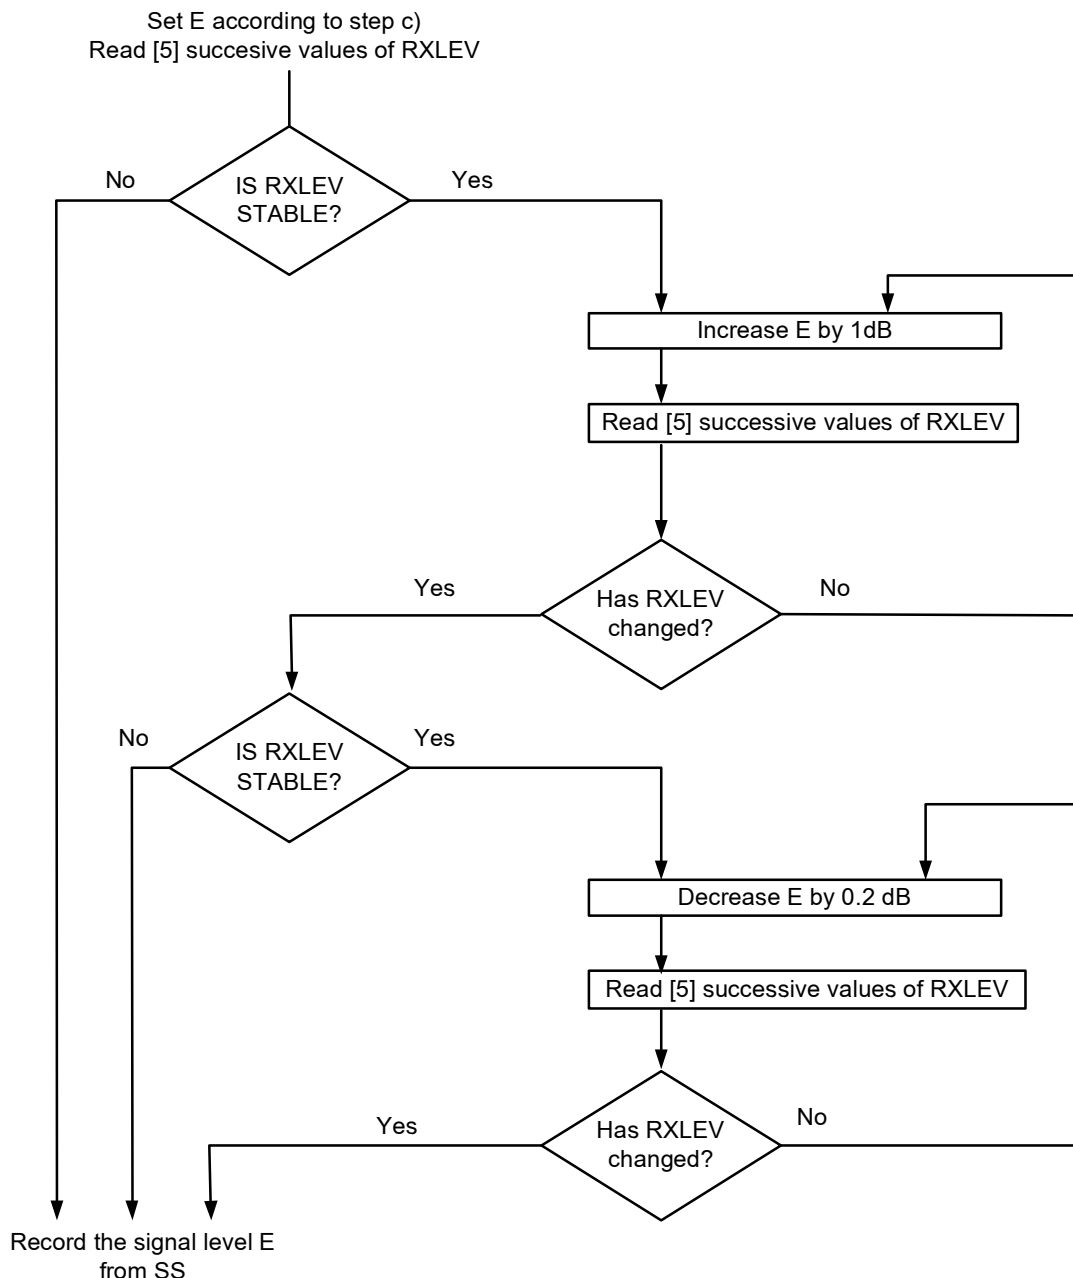 Set E according to step c)
Read [5] succesive values of RXLEV
No
Yes
IS RXLEV
STABLE?
Increase E by 1dB
Read [5] successive values of RXLEV
Yes
No
Has RXLEV
changed?
No
Yes
IS RXLEV
STABLE?
Decrease E by 0.2 dB
Read [5] successive values of RXLEV
Yes
No
Has RXLEV
changed?
Record the signal level E
from SS